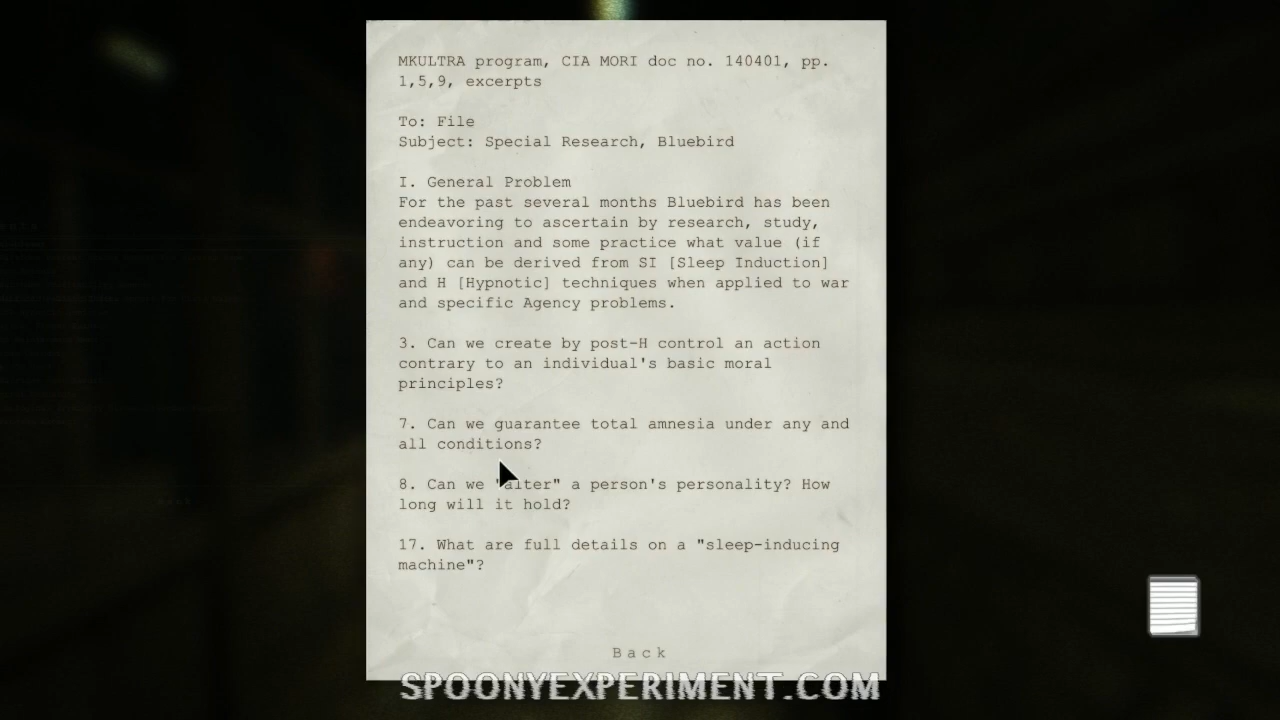 MKULTRA program, CIA MORI doc no. 140401, pp.
1,5,9, excerpts
To: File
Subject: Special Research, Bluebird
I. General Problem
For the past several months Bluebird has been
endeavoring to ascertain by research, study,
instruction and some practice what value (if
any) can be derived from SI [Sleep Induction]
and H [Hypnotic] techniques when applied to war
and specific Agency problems.
3. Can we create by post-H control an action
contrary to an individual's basic moral
principles?
7. Can we guarantee total amnesia under any and
all conditions?
8. Can we "alter" a person's personality? How
long will it hold?
17. What are full details on a "sleep-inducing
machine"?
Back
SPOONYEXPERIMENT.COM